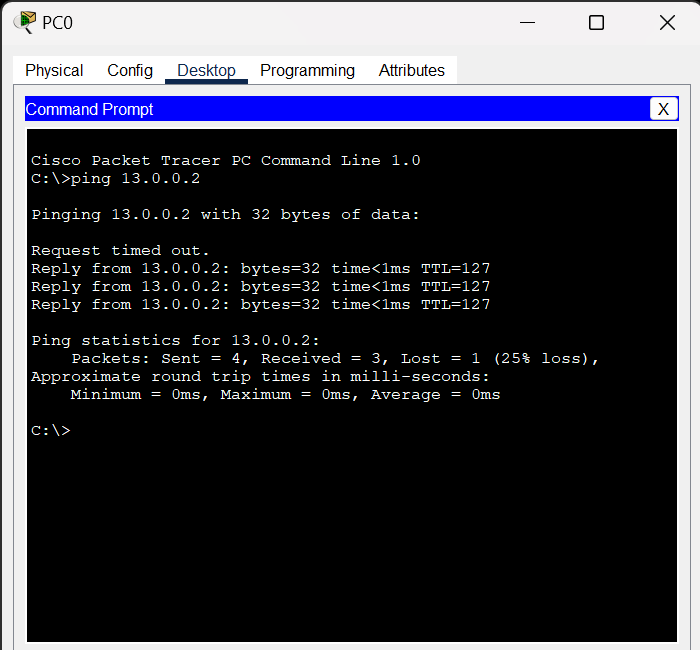 PC0
Physical Config Desktop Programming Attributes
Command Prompt
X
Cisco Packet Tracer PC Command Line 1.0
C:\>ping 13.0.0.2
Pinging 13.0.0.2 with 32 bytes of data:
Request timed out.
Reply from 13.0.0.2: bytes=32 time<1ms TTL=127
Reply from 13.0.0.2: bytes=32 time<1ms TTL=127
Reply from 13.0.0.2: bytes=32 time<1ms TTL=127
Ping statistics for 13.0.0.2:
    Packets: Sent = 4, Received = 3, Lost = 1 (25% loss),
Approximate round trip times in milli-seconds:
    Minimum = 0ms, Maximum = 0ms, Average = 0ms
C:\>